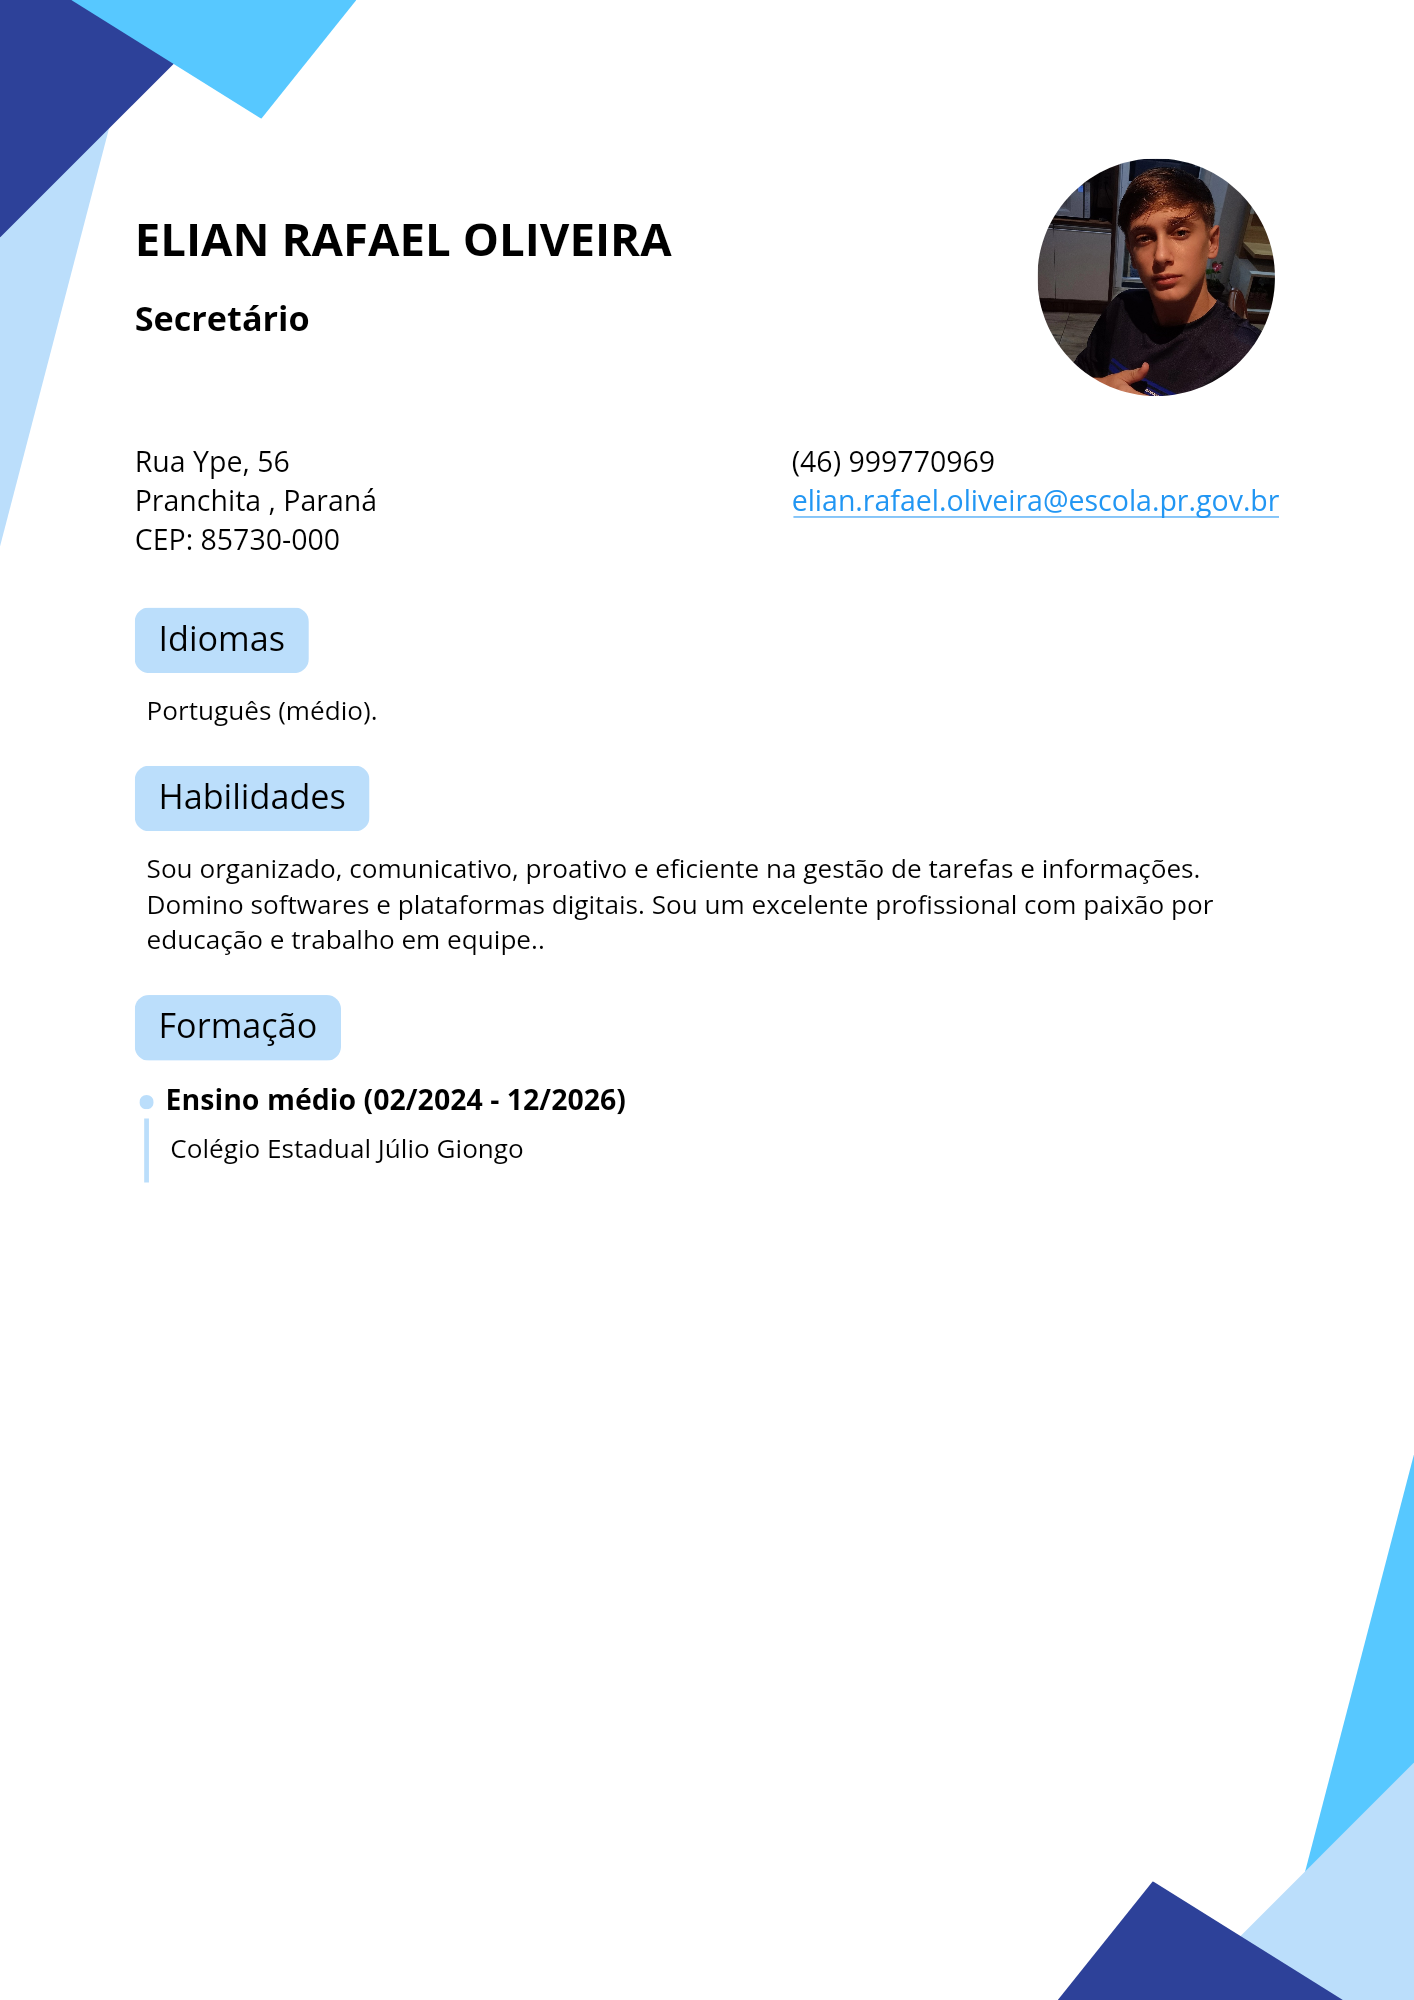 ELIAN RAFAEL OLIVEIRA
Secretário
Rua Ype, 56
Pranchita , Paraná
CEP: 85730-000
(46) 999770969
elian.rafael.oliveira@escola.pr.gov.br
Idiomas
Português (médio).
Habilidades
Sou organizado, comunicativo, proativo e eficiente na gestão de tarefas e informações.
Domino softwares e plataformas digitais. Sou um excelente profissional com paixão por
educação e trabalho em equipe..
Formação
Ensino médio (02/2024 - 12/2026)
Colégio Estadual Júlio Giongo